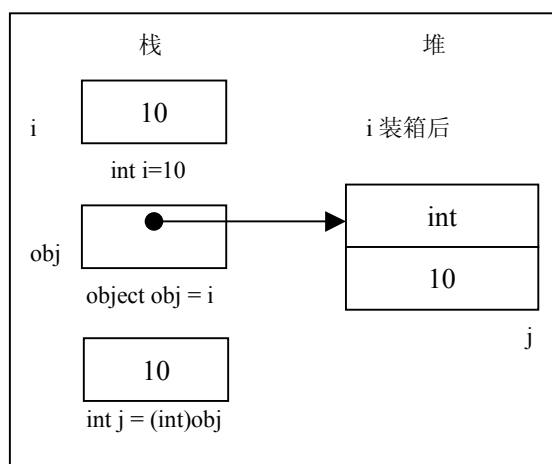 栈
堆
10
i
i 装箱后
int i=10
int
obj
10
object obj = i
j
10
int j = (int)obj